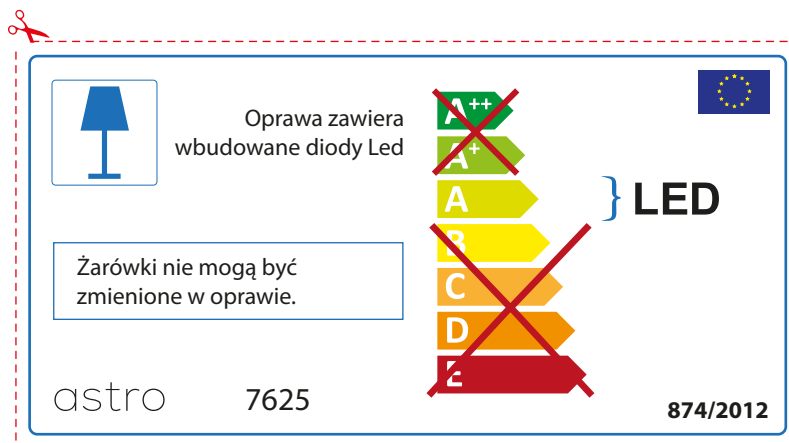 Oprawa zawiera
wbudowane diody Led
Żarówki nie mogą być
zmienione w oprawie.
A++
A+
A
B
C
D
E
LED
astro
7625
874/2012